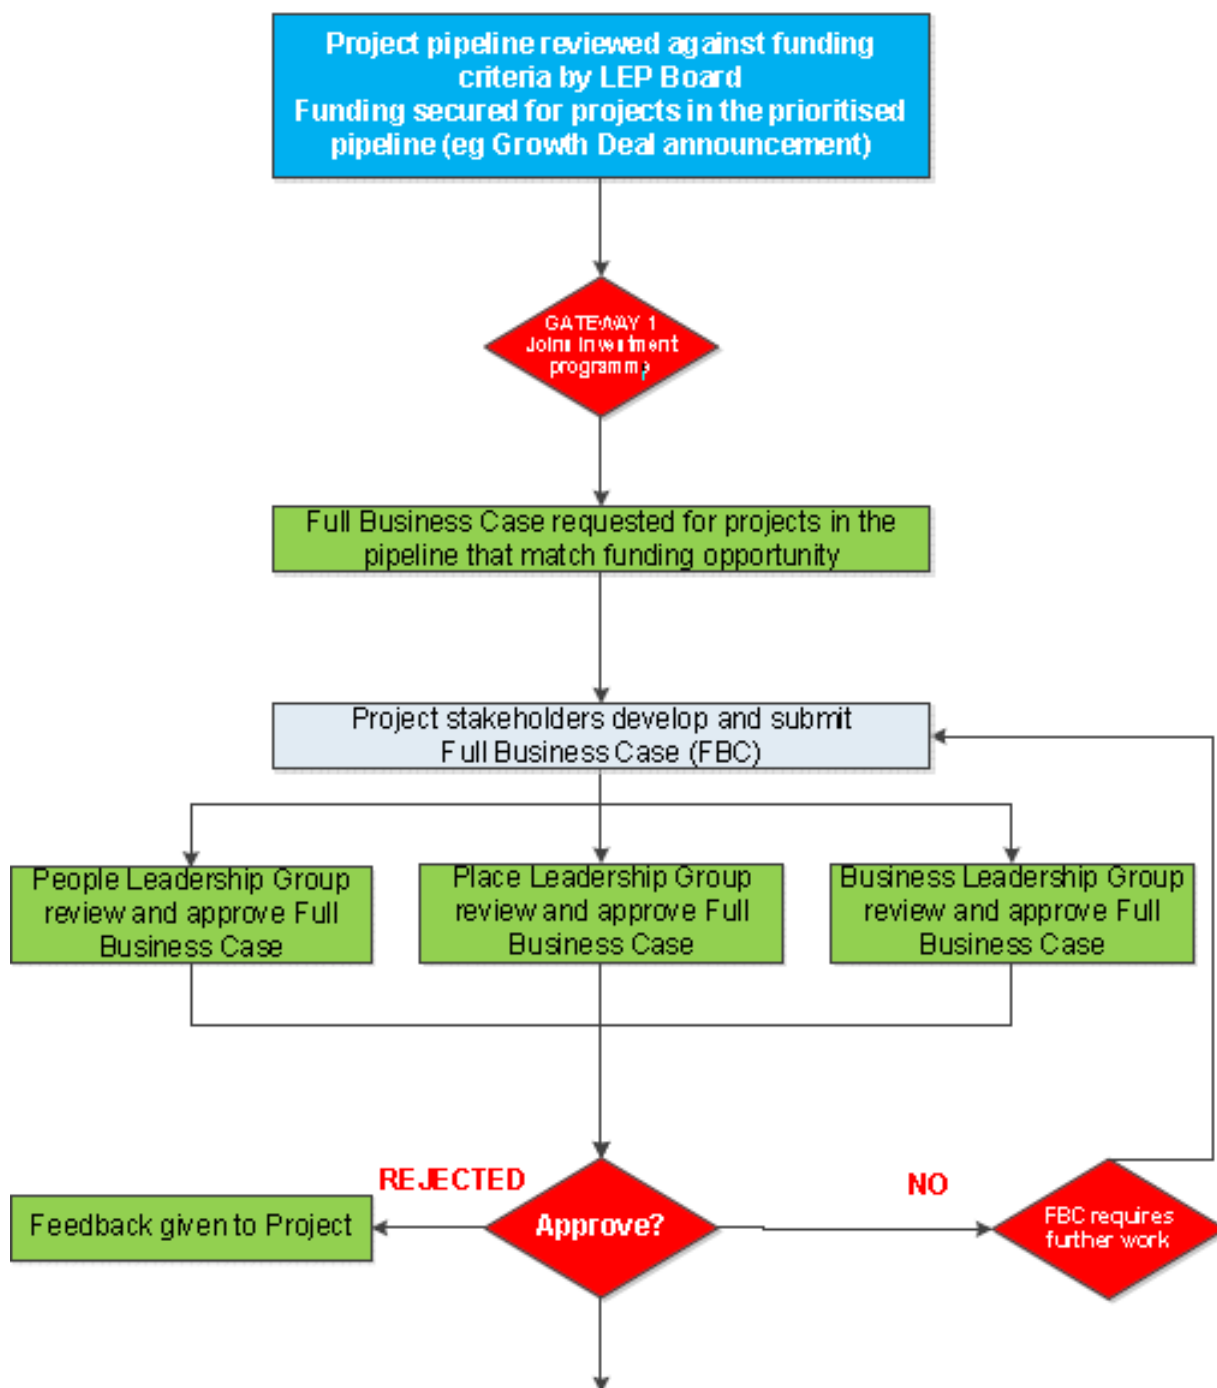 Project pipeline reviewed against funding
criteria by LEP Board
Funding secured for projects in the prioritised
pipeline (eg Growth Deal announcement)
GATEWAY 1
Joins investment
programme
Full Business Case requested for projects in the
pipeline that match funding opportunity
Project stakeholders develop and submit
Full Business Case (FBC)
People Leadership Group
review and approve Full
Business Case
Place Leadership Group
review and approve Full
Business Case
Business Leadership Group
review and approve Full
Business Case
REJECTED
NO
Feedback given to Project
Approve?
FBC requires
further work